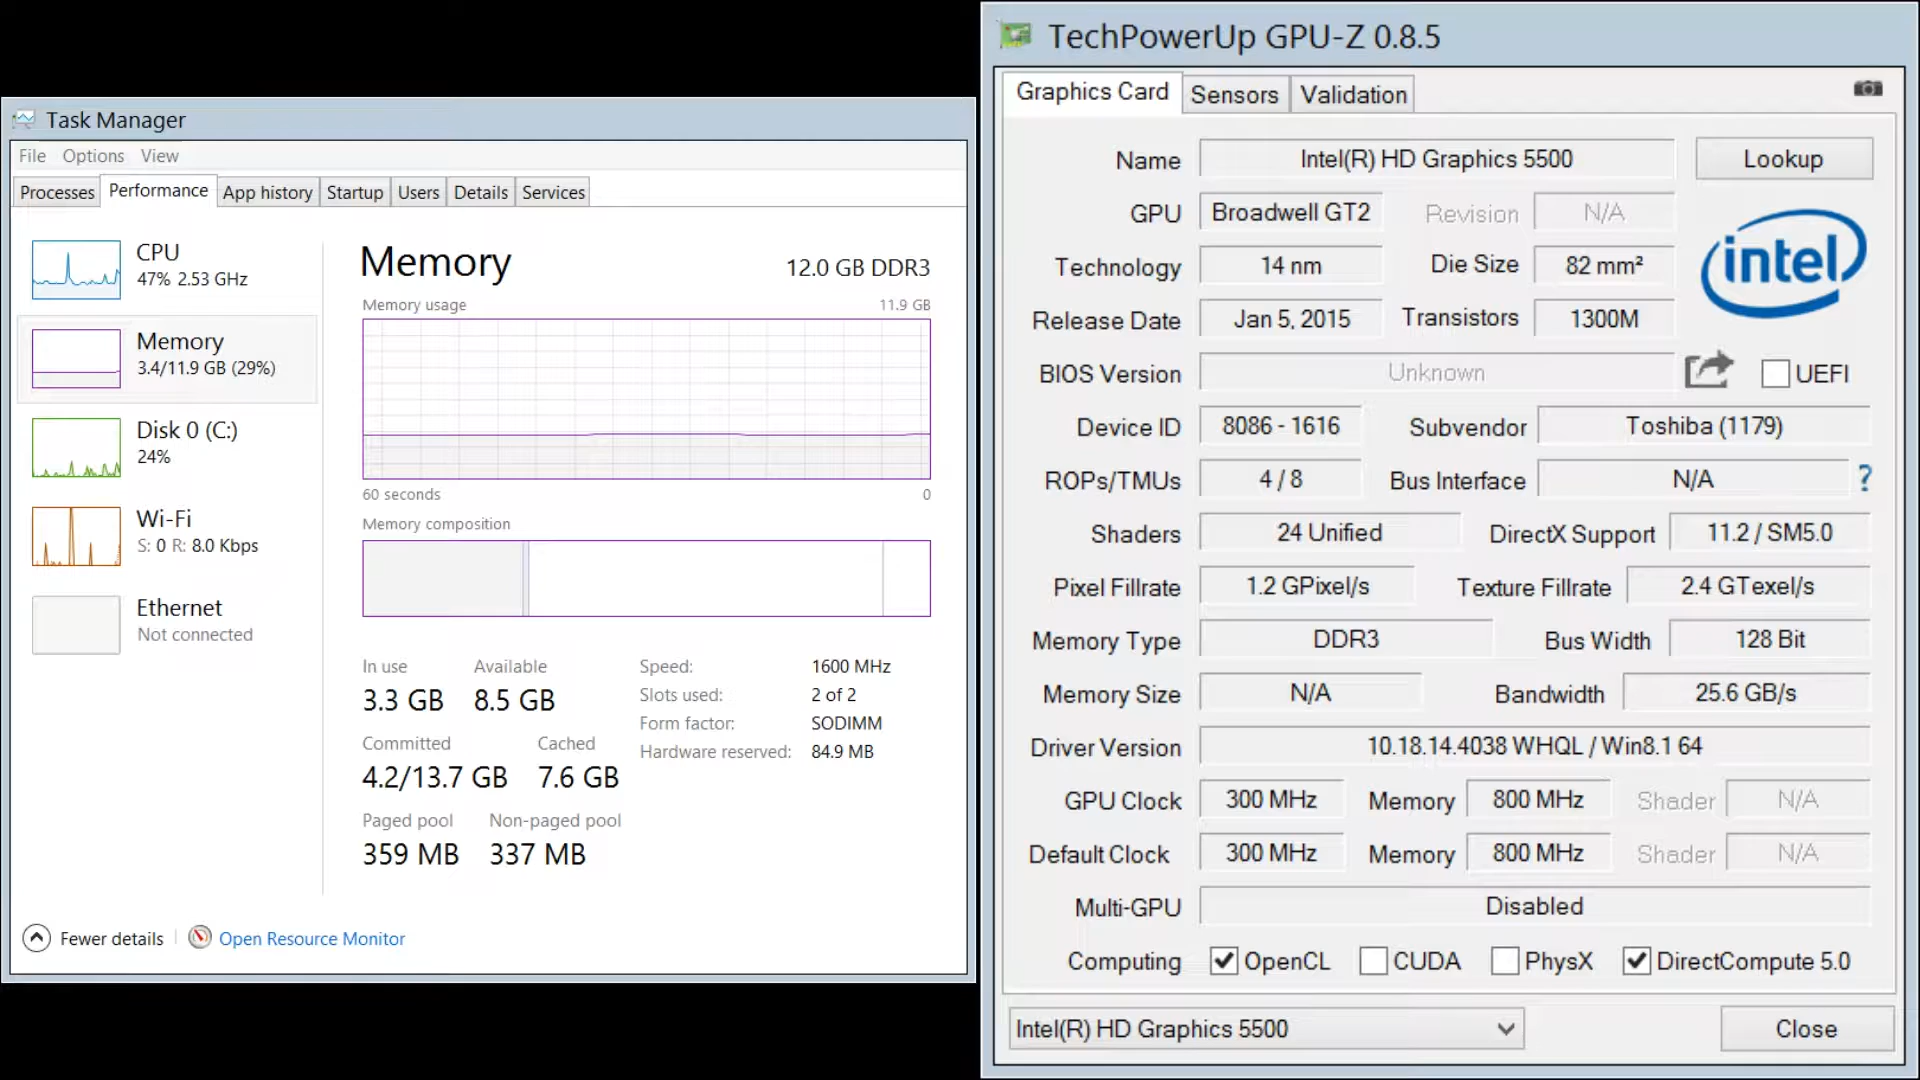 Task Manager
File Options View
Processes Performance App history Startup Users Details Services
CPU
47% 2.53 GHz
Memory
3.4/11.9 GB (29%)
Disk 0 (C:)
24%
Wi-Fi
S: 0 R: 8.0 Kbps
Ethernet
Not connected
Memory 12.0 GB DDR3
Memory usage 11.9 GB
60 seconds 0
Memory composition
In use Available
3.3 GB 8.5 GB
Committed Cached
4.2/13.7 GB 7.6 GB
Paged pool Non-paged pool
359 MB 337 MB
Speed: 1600 MHz
Slots used: 2 of 2
Form factor: SODIMM
Hardware reserved: 84.9 MB
Fewer details Open Resource Monitor
TechPowerUp GPU-Z 0.8.5
Graphics Card Sensors Validation
Name Intel(R) HD Graphics 5500 Lookup
GPU Broadwell GT2 Revision N/A
intel
Technology 14 nm Die Size 82 mm²
Release Date Jan 5, 2015 Transistors 1300M
BIOS Version Unknown UEFI
Device ID 8086 - 1616 Subvendor Toshiba (1179)
ROPs/TMUs 4 / 8 Bus Interface N/A ?
Shaders 24 Unified DirectX Support 11.2 / SM5.0
Pixel Fillrate 1.2 GPixel/s Texture Fillrate 2.4 GTexel/s
Memory Type DDR3 Bus Width 128 Bit
Memory Size N/A Bandwidth 25.6 GB/s
Driver Version 10.18.14.4038 WHQL / Win8.1 64
GPU Clock 300 MHz Memory 800 MHz Shader N/A
Default Clock 300 MHz Memory 800 MHz Shader N/A
Multi-GPU Disabled
Computing OpenCL CUDA PhysX DirectCompute 5.0
Intel(R) HD Graphics 5500 Close